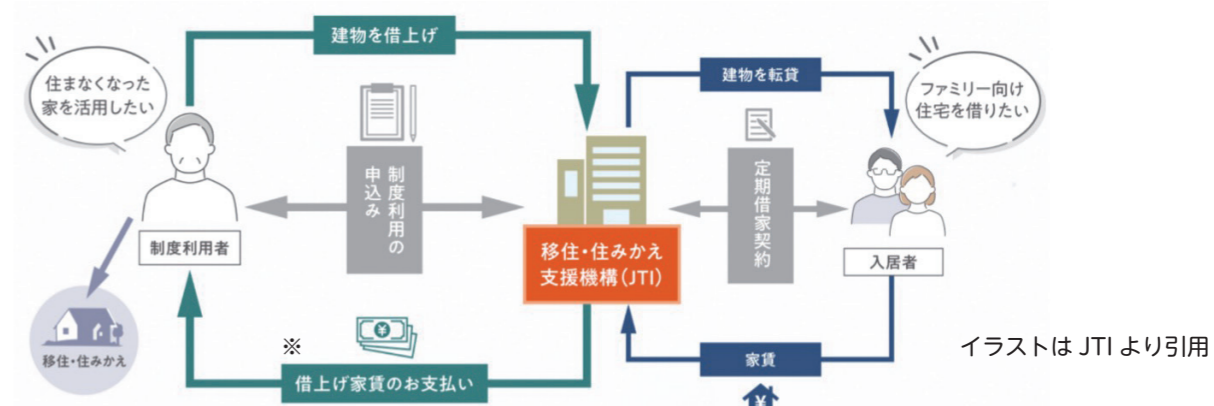 建物を借上げ
住まなくなった
家を活用したい
建物を転貸
ファミリー向け
住宅を借りたい
制度利用の
申込み
定期借家契約
制度利用者
移住・住みかえ
支援機構(JTI)
入居者
移住・住みかえ
※
¥
借上げ家賃のお支払い
家賃
¥
イラストは JTI より引用